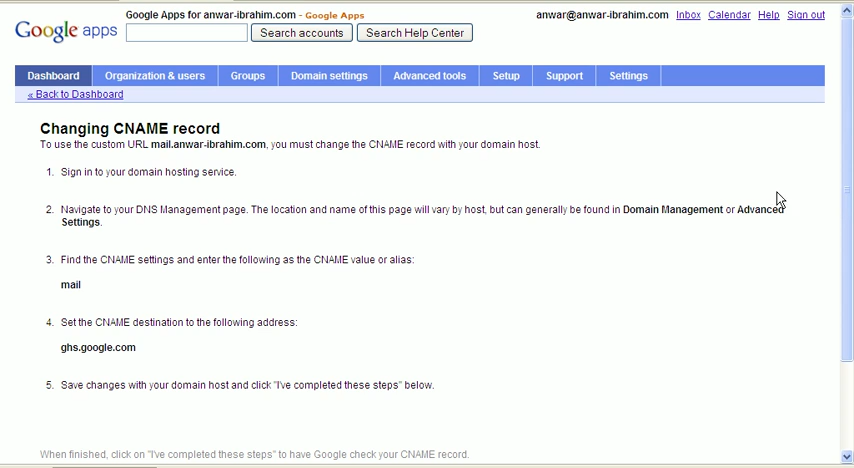 Google Apps for anwar-ibrahim.com - Google Apps
anwar@anwar-ibrahim.com Inbox Calendar Help Sign out
Google apps
Search accounts Search Help Center
Dashboard Organization & users Groups Domain settings Advanced tools Setup Support Settings
« Back to Dashboard
Changing CNAME record
To use the custom URL mail.anwar-ibrahim.com, you must change the CNAME record with your domain host.
1. Sign in to your domain hosting service.
2. Navigate to your DNS Management page. The location and name of this page will vary by host, but can generally be found in Domain Management or Advanced
Settings.
3. Find the CNAME settings and enter the following as the CNAME value or alias:
mail
4. Set the CNAME destination to the following address:
ghs.google.com
5. Save changes with your domain host and click "I've completed these steps" below.
When finished, click on "I've completed these steps" to have Google check your CNAME record.